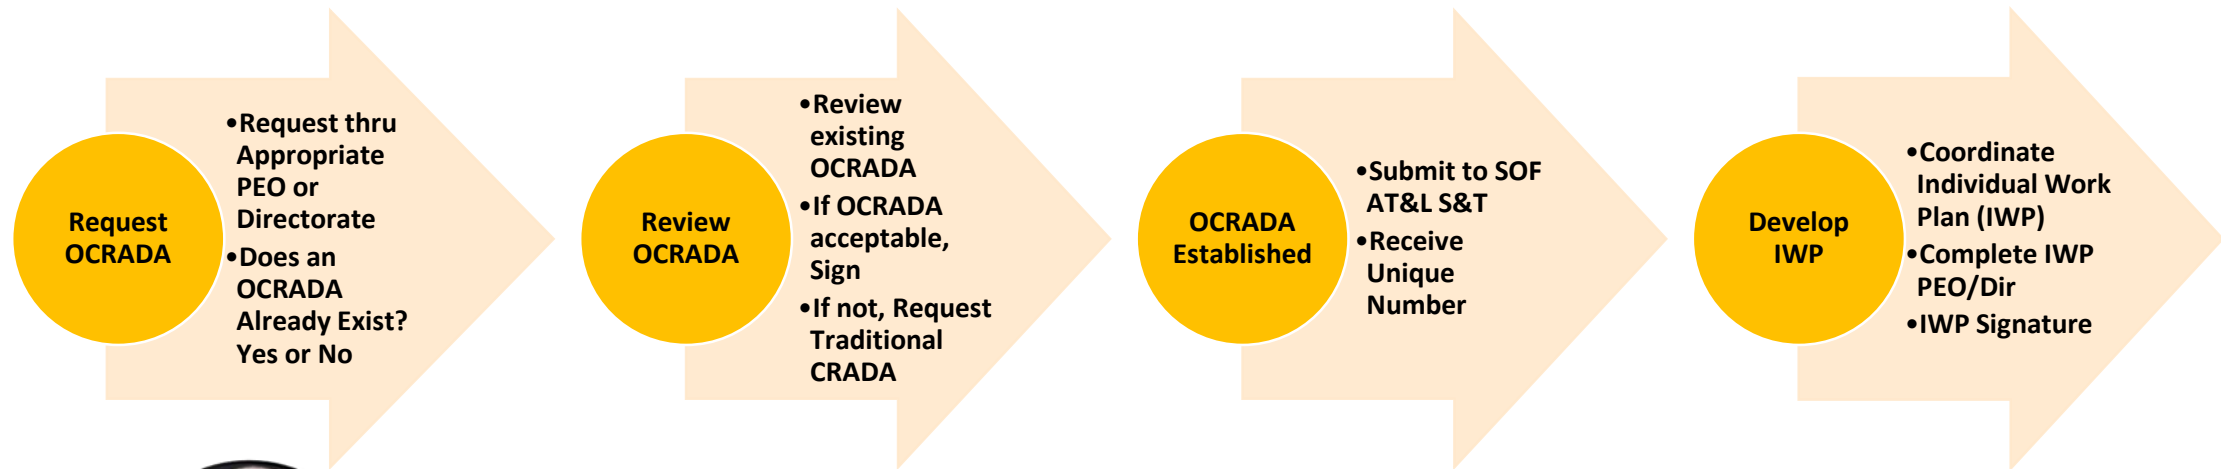 Request
OCRADA
•Request thru
Appropriate
PEO or
Directorate
•Does an
OCRADA
Already Exist?
Yes or No
Review
OCRADA
•Review
existing
OCRADA
•If OCRADA
acceptable,
Sign
•If not, Request
Traditional
CRADA
OCRADA
Established
•Submit to SOF
AT&L S&T
•Receive
Unique
Number
Develop
IWP
•Coordinate
Individual Work
Plan (IWP)
•Complete IWP
PEO/Dir
•IWP Signature